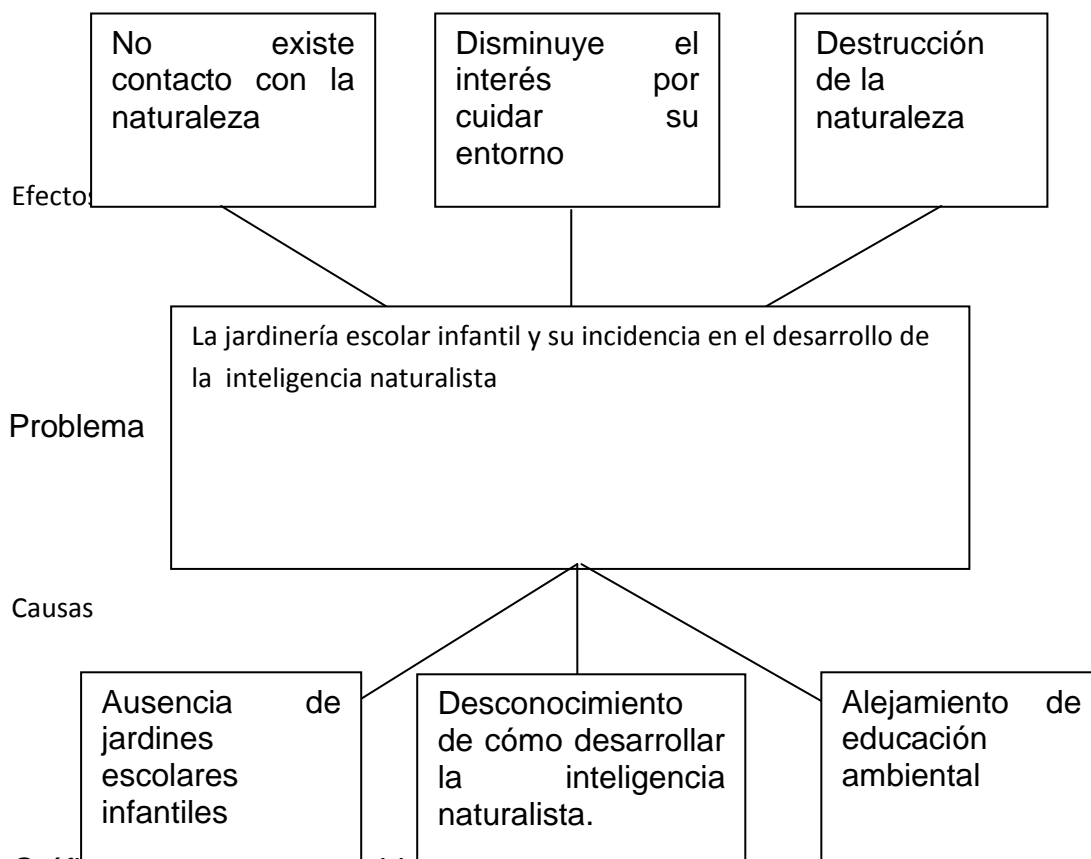 No existe
contacto con la
naturaleza
Disminuye el
interés por
cuidar su
entorno
Destrucción
de la
naturaleza
Efectos
La jardinería escolar infantil y su incidencia en el desarrollo de
la inteligencia naturalista
Problema
Causas
Ausencia de
jardines
escolares
infantiles
Desconocimiento
de cómo desarrollar
la inteligencia
naturalista.
Alejamiento de
educación
ambiental